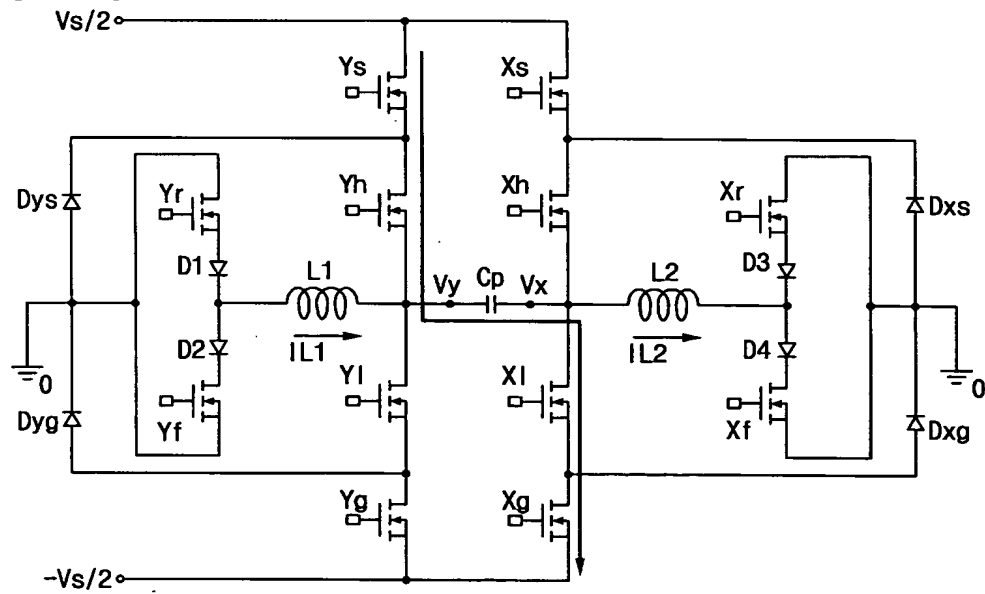 Vs/2
Ys
Xs
Dys
Yr
Yh
Xh
Xr
Dxs
D1
L1
Vy
Cp
Vx
L2
D3
0
D2
IL1
IL2
D4
0
Dyg
Yf
Yl
Xl
Xf
Dxg
Yg
Xg
-Vs/2